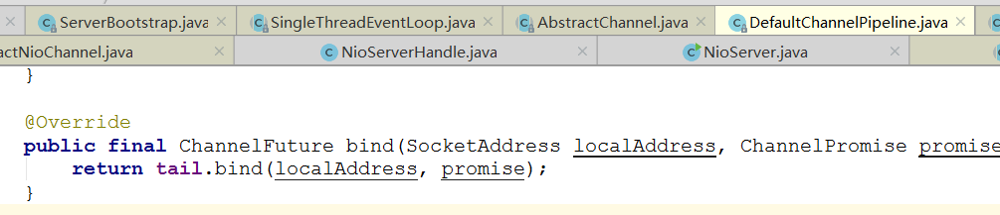 ServerBootstrap.java SingleThreadEventLoop.java AbstractChannel.java DefaultChannelPipeline.java
actNioChannel.java NioServerHandle.java NioServer.java
}
@Override
public final ChannelFuture bind(SocketAddress localAddress, ChannelPromise promise
return tail.bind(localAddress, promise);
}